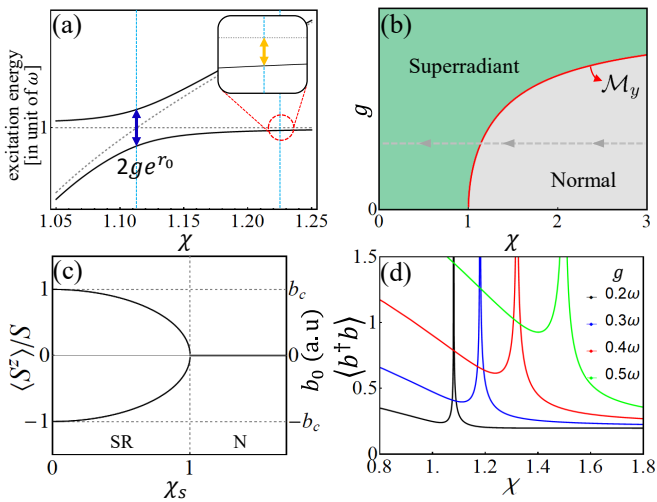 (a)
excitation energy
[in unit of ω]
1
2ge^{r_0}
1.05
1.10
1.15
1.20
1.25
χ
(b)
g
Superradiant
𝓜_y
Normal
0
0
1
2
3
χ
(c)
⟨S^z⟩/S
1
0
−1
b_c
0
−b_c
b_0 (a.u)
SR
N
0
1
χ_s
(d)
⟨b†b⟩
1.5
1
0.5
g
0.2ω
0.3ω
0.4ω
0.5ω
0.8
1.
1.2
1.4
1.6
1.8
χ